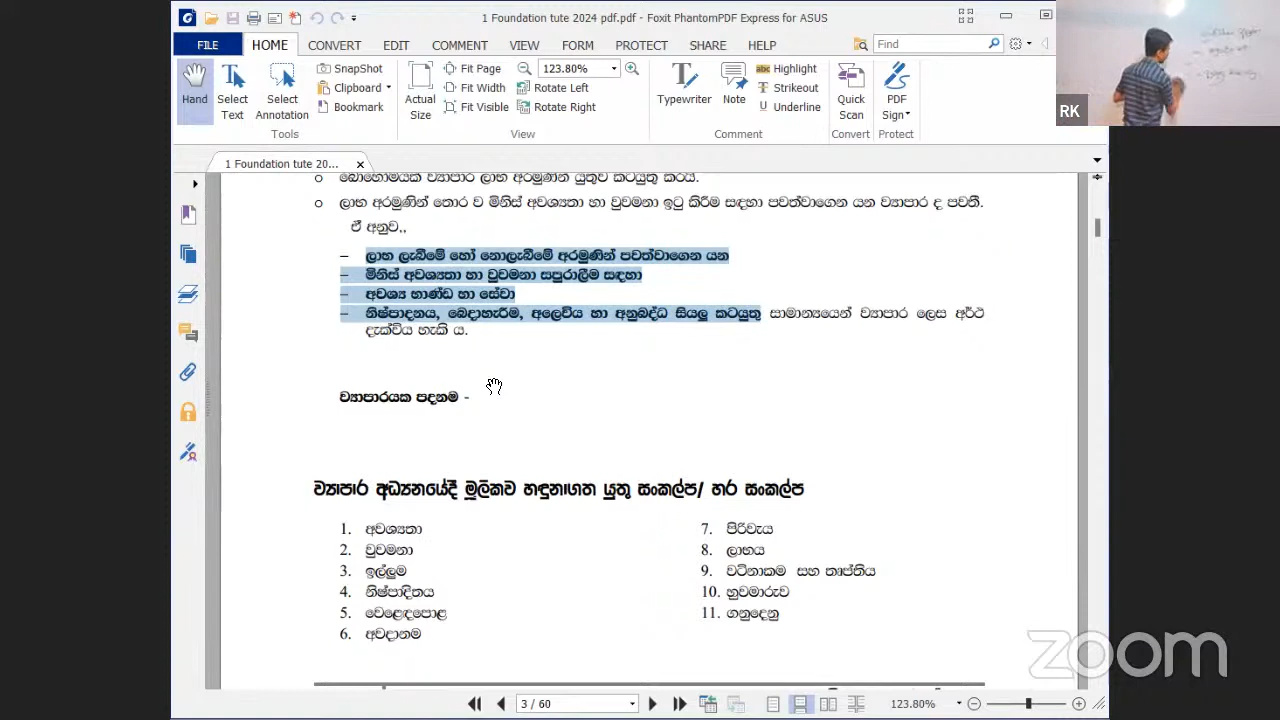 1 Foundation tute 2024 pdf.pdf - Foxit PhantomPDF Express for ASUS
FILE HOME CONVERT EDIT COMMENT VIEW FORM PROTECT SHARE HELP Find
SnapShot Fit Page 123.80% Highlight
Clipboard Fit Width Rotate Left Strikeout
Bookmark Fit Visible Rotate Right Underline
Hand Select Text Select Annotation Actual Size Typewriter Note Quick Scan PDF Sign
Tools View Comment Convert Protect
RK
1 Foundation tute 20...
o බොහොමයක් ව්‍යාපාර ලාභ අරමුණින් යුතුව කටයුතු කරයි.
o ලාභ අරමුණින් තොර ව මිනිස් අවශ්‍යතා හා වුවමනා ඉටු කිරීම සඳහා පවත්වාගෙන යන ව්‍යාපාර ද පවතී.
ඒ අනුව,,
– ලාභ ලැබීමේ හෝ නොලැබීමේ අරමුණින් පවත්වාගෙන යන
– මිනිස් අවශ්‍යතා හා වුවමනා සපුරාලීම සඳහා
– අවශ්‍ය භාණ්ඩ හා සේවා
– නිෂ්පාදනය, බෙදාහැරීම, අලෙවිය හා අනුබද්ධ සියලු කටයුතු සාමාන්‍යයෙන් ව්‍යාපාර ලෙස අර්ථ
දැක්විය හැකි ය.
ව්‍යාපාරයක පදනම -
ව්‍යාපාර අධ්‍යනයේදී මූලිකව හඳුනාගත යුතු සංකල්ප/ හර සංකල්ප
1. අවශ්‍යතා
2. වුවමනා
3. ඉල්ලුම
4. නිෂ්පාදිතය
5. වෙළෙඳපොළ
6. අවදානම
7. පිරිවැය
8. ලාභය
9. වටිනාකම සහ තෘප්තිය
10. හුවමාරුව
11. ගනුදෙනු
zoom
3 / 60 123.80%